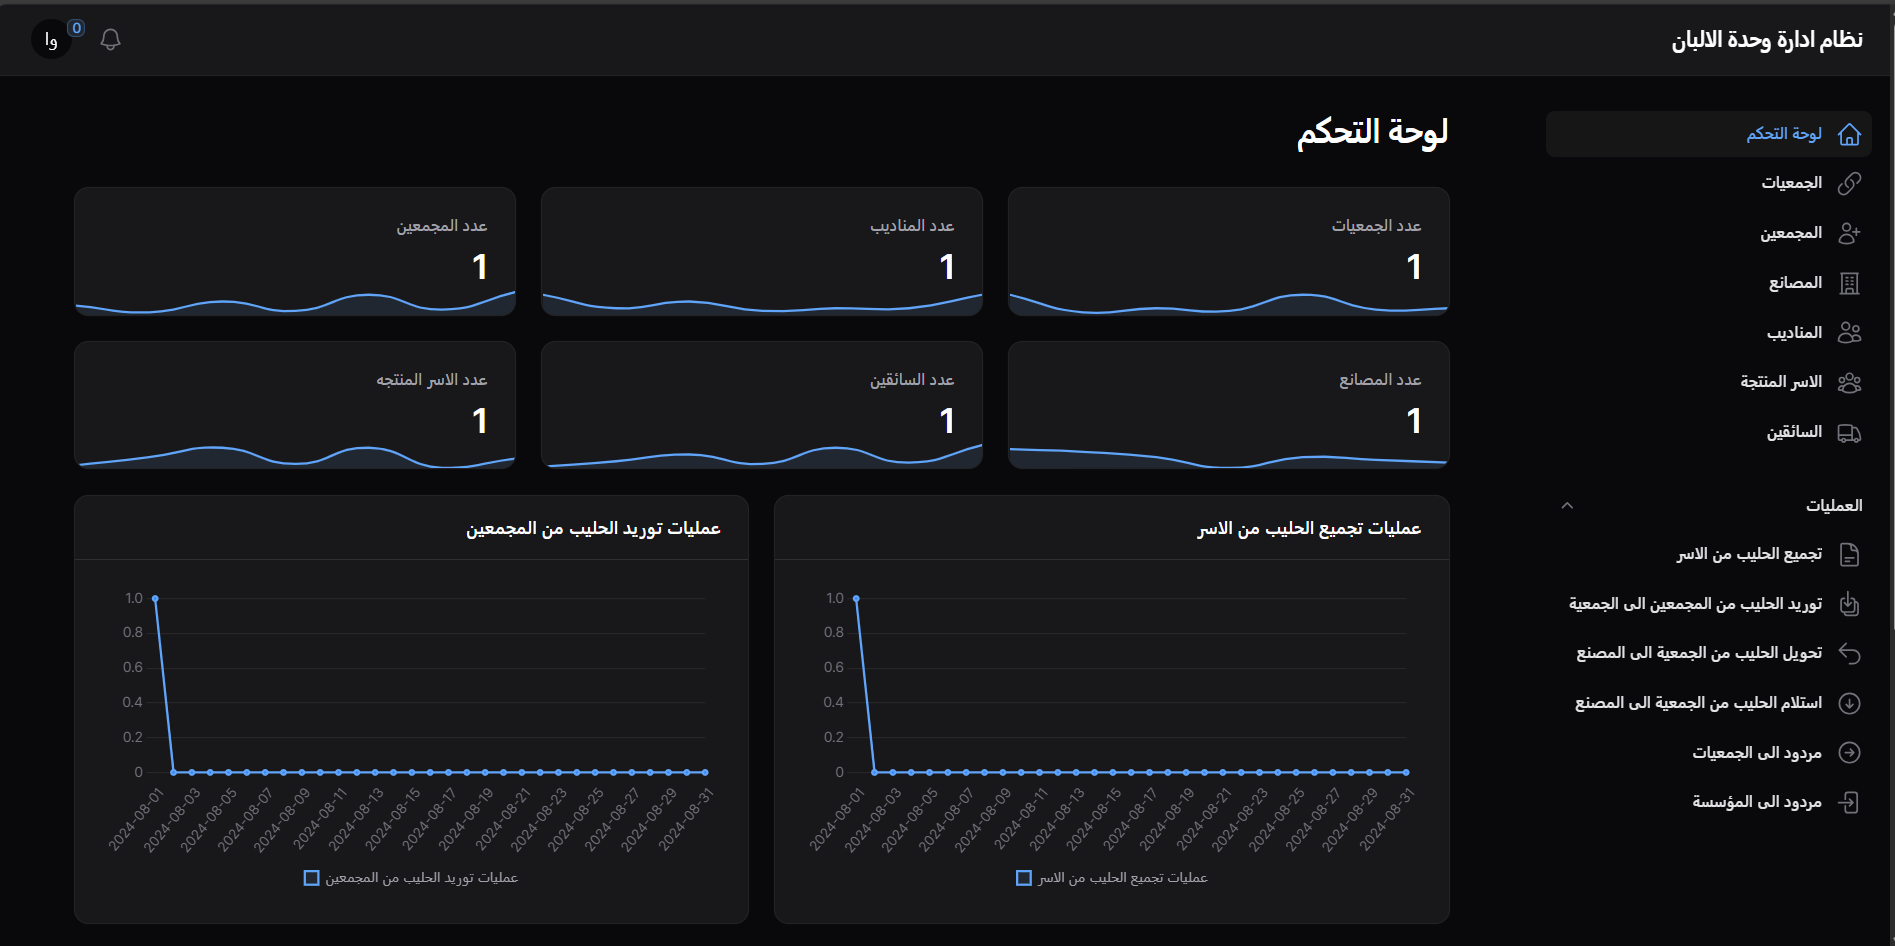 نظام ادارة وحدة الالبان
0
وا
لوحة التحكم
الجمعيات
المجمعين
المصانع
المناديب
الاسر المنتجة
السائقين
العمليات
تجميع الحليب من الاسر
توريد الحليب من المجمعين الى الجمعية
تحويل الحليب من الجمعية الى المصنع
استلام الحليب من الجمعية الى المصنع
مردود الى الجمعيات
مردود الى المؤسسة
لوحة التحكم
عدد الجمعيات
1
عدد المناديب
1
عدد المجمعين
1
عدد المصانع
1
عدد السائقين
1
عدد الاسر المنتجه
1
عمليات تجميع الحليب من الاسر
1.0
0.8
0.6
0.4
0.2
0
2024-08-01
2024-08-03
2024-08-05
2024-08-07
2024-08-09
2024-08-11
2024-08-13
2024-08-15
2024-08-17
2024-08-19
2024-08-21
2024-08-23
2024-08-25
2024-08-27
2024-08-29
2024-08-31
عمليات تجميع الحليب من الاسر
عمليات توريد الحليب من المجمعين
1.0
0.8
0.6
0.4
0.2
0
2024-08-01
2024-08-03
2024-08-05
2024-08-07
2024-08-09
2024-08-11
2024-08-13
2024-08-15
2024-08-17
2024-08-19
2024-08-21
2024-08-23
2024-08-25
2024-08-27
2024-08-29
2024-08-31
عمليات توريد الحليب من المجمعين